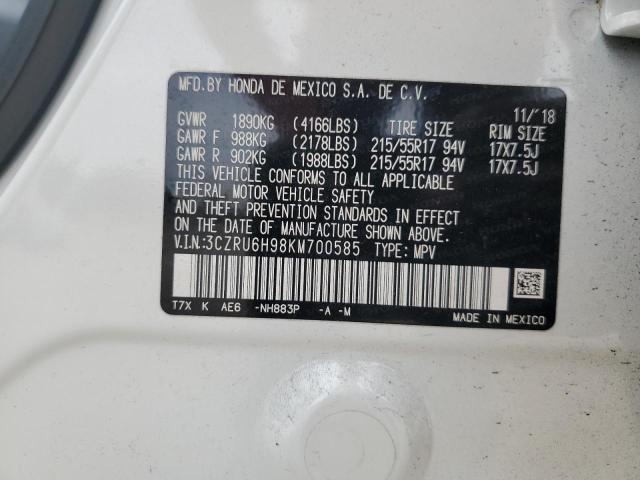 MFD.BY HONDA DE MEXICO S.A. DE C.V.
11/'18
GVWR 1890KG (4166LBS) TIRE SIZE RIM SIZE
GAWR F 988KG (2178LBS) 215/55R17 94V 17X7.5J
GAWR R 902KG (1988LBS) 215/55R17 94V 17X7.5J
THIS VEHICLE CONFORMS TO ALL APPLICABLE
FEDERAL MOTOR VEHICLE SAFETY
AND THEFT PREVENTION STANDARDS IN EFFECT
ON THE DATE OF MANUFACTURE SHOWN ABOVE.
V.I.N:3CZRU6H98KM700585 TYPE: MPV
T7X K AE6 -NH883P -A -M
MADE IN MEXICO